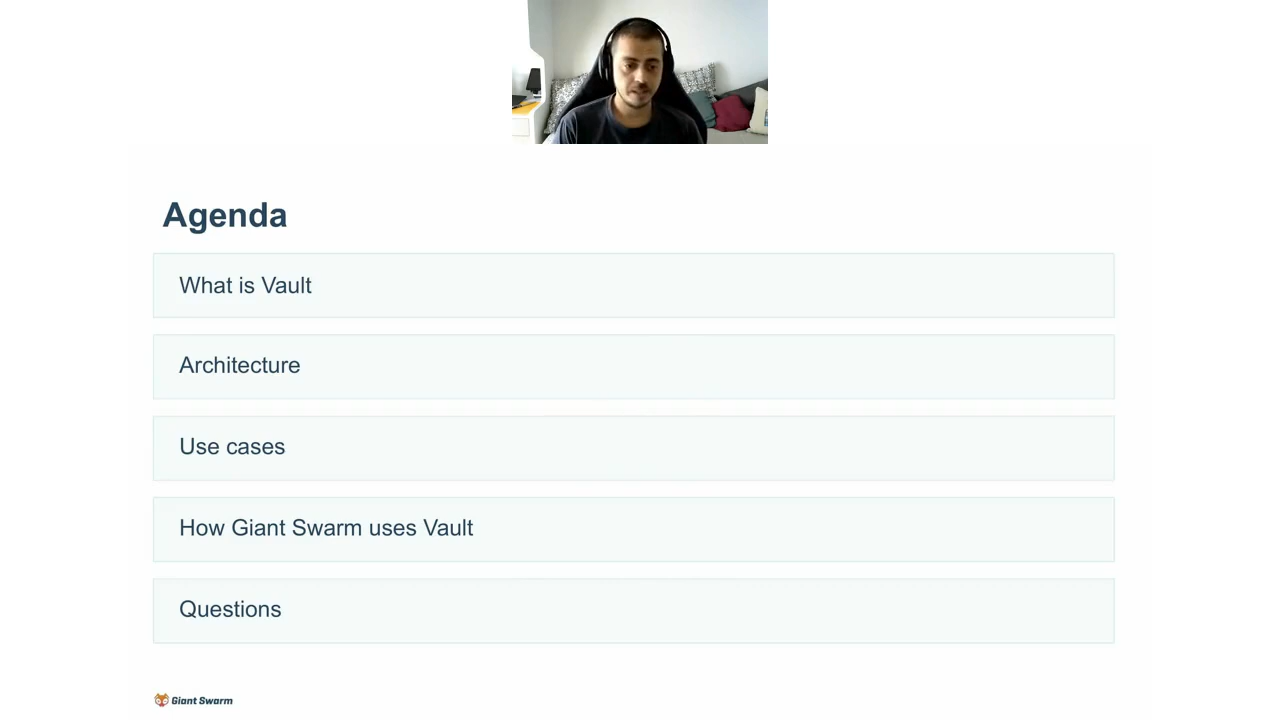 Agenda
What is Vault
Architecture
Use cases
How Giant Swarm uses Vault
Questions
Giant Swarm